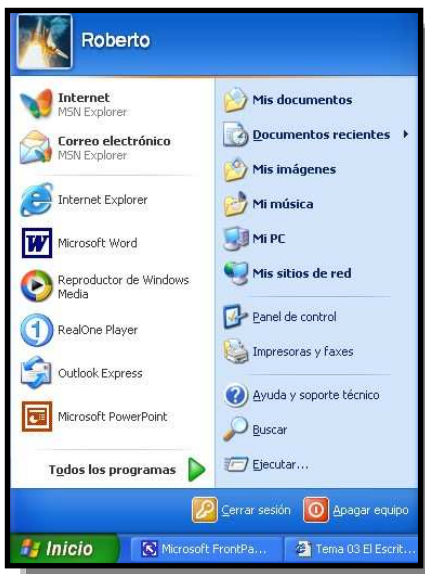 Roberto
Internet
MSN Explorer
Correo electrónico
MSN Explorer
Internet Explorer
Microsoft Word
Reproductor de Windows
Media
RealOne Player
Outlook Express
Microsoft PowerPoint
Todos los programas
Mis documentos
Documentos recientes
Mis imágenes
Mi música
Mi PC
Mis sitios de red
Panel de control
Impresoras y faxes
Ayuda y soporte técnico
Buscar
Ejecutar...
Cerrar sesión
Apagar equipo
Inicio
Microsoft FrontPa...
Tema 03 El Escrit...